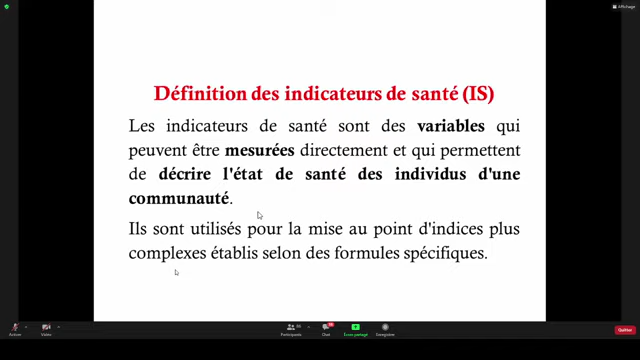 Affichage
Définition des indicateurs de santé (IS)
Les indicateurs de santé sont des variables qui
peuvent être mesurées directement et qui permettent
de décrire l'état de santé des individus d'une
communauté.
Ils sont utilisés pour la mise au point d'indices plus
complexes établis selon des formules spécifiques.
Activer Vidéo Participants Chat Écran partagé Enregistrer Quitter